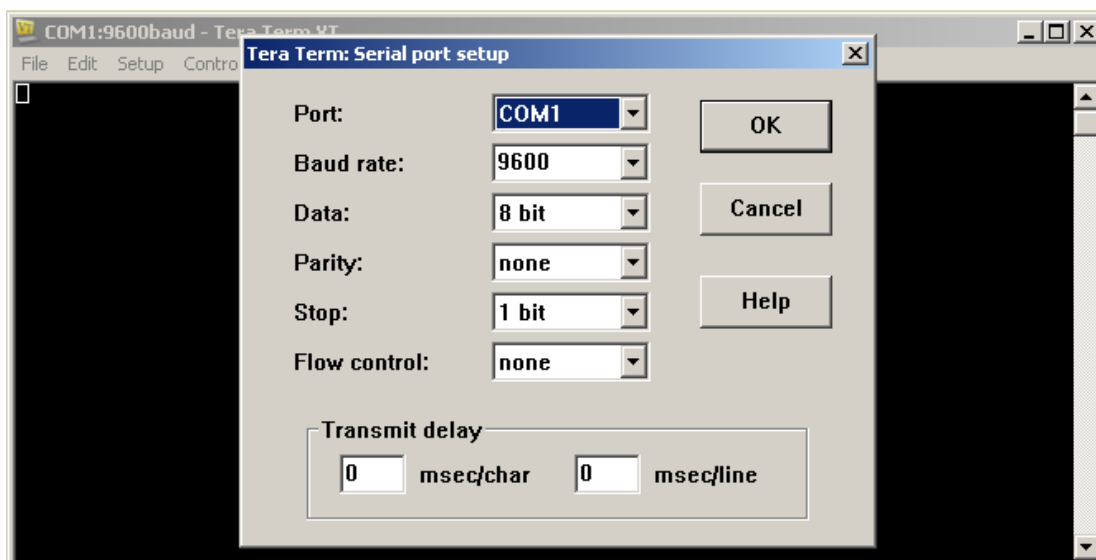 COM1:9600baud - Tera Term VT
File Edit Setup Contro
Tera Term: Serial port setup
Port: COM1
OK
Baud rate: 9600
Data: 8 bit
Cancel
Parity: none
Stop: 1 bit
Help
Flow control: none
Transmit delay
0 msec/char 0 msec/line